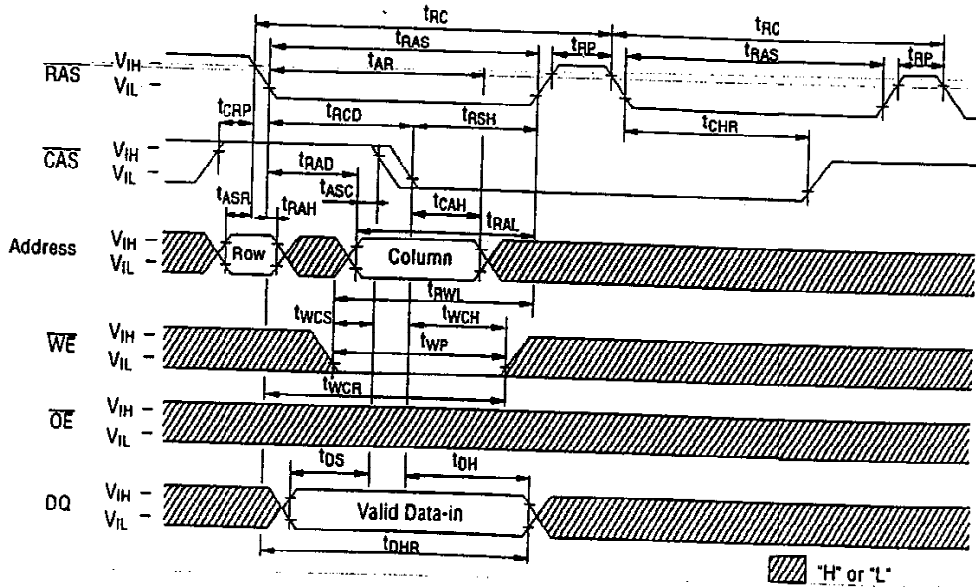 tRC tRC
tRAS tRAS
tRP tRP
tAR
RAS VIH
VIL
tCRP tRCD tRSH tCHR
CAS VIH
VIL
tRAD
tASC
tCAH
tASR tRAH tRAL
Address VIH
VIL
Row Column
tRWL
tWCS tWCH
WE VIH
VIL
tWP
tWCR
OE VIH
VIL
tDS tDH
DQ VIH
VIL
Valid Data-in
tDHR
"H" or "L"